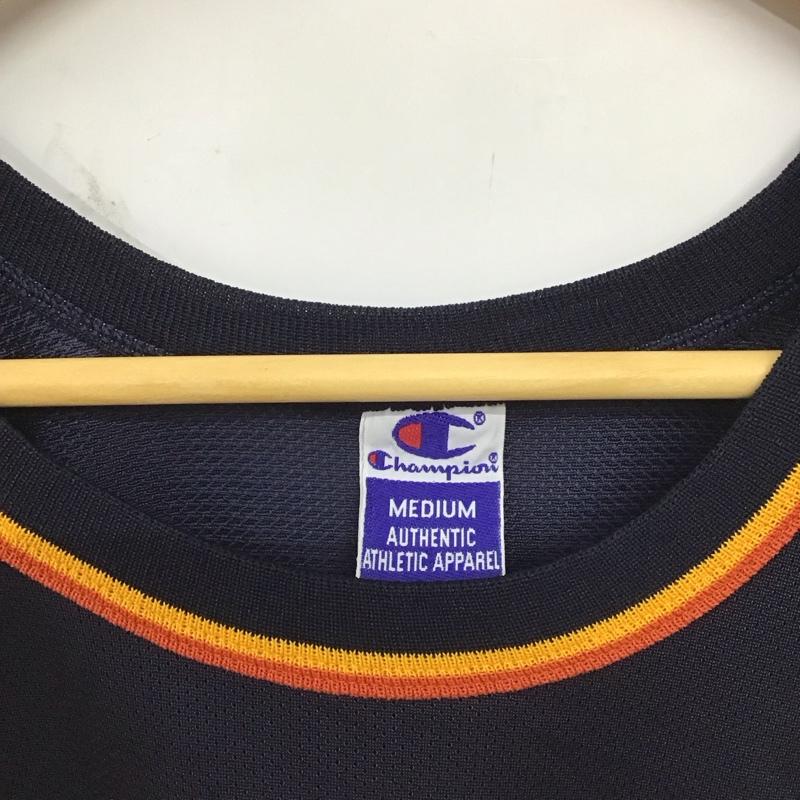 ®
Champion®
MEDIUM
AUTHENTIC
ATHLETIC APPAREL